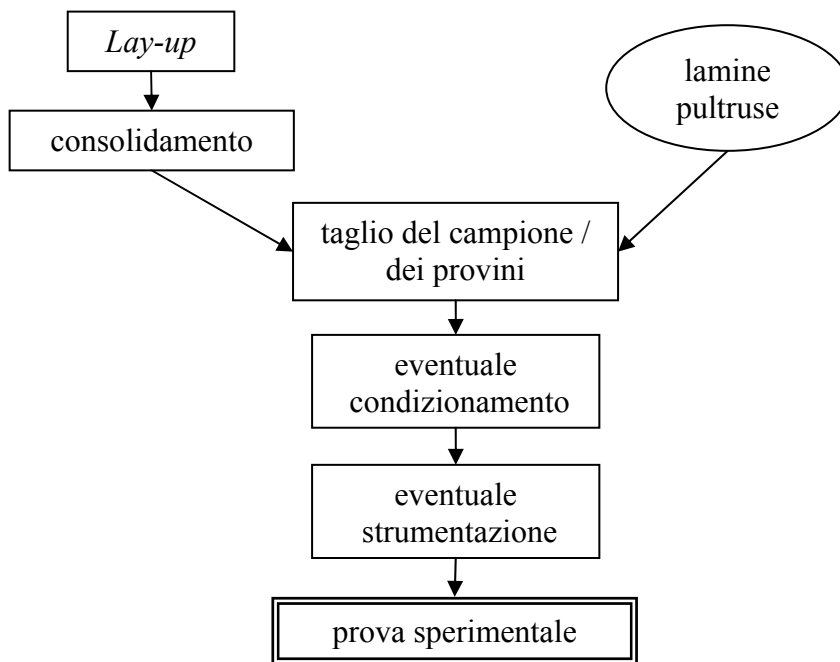 Lay-up
lamine
pultruse
consolidamento
taglio del campione /
dei provini
eventuale
condizionamento
eventuale
strumentazione
prova sperimentale